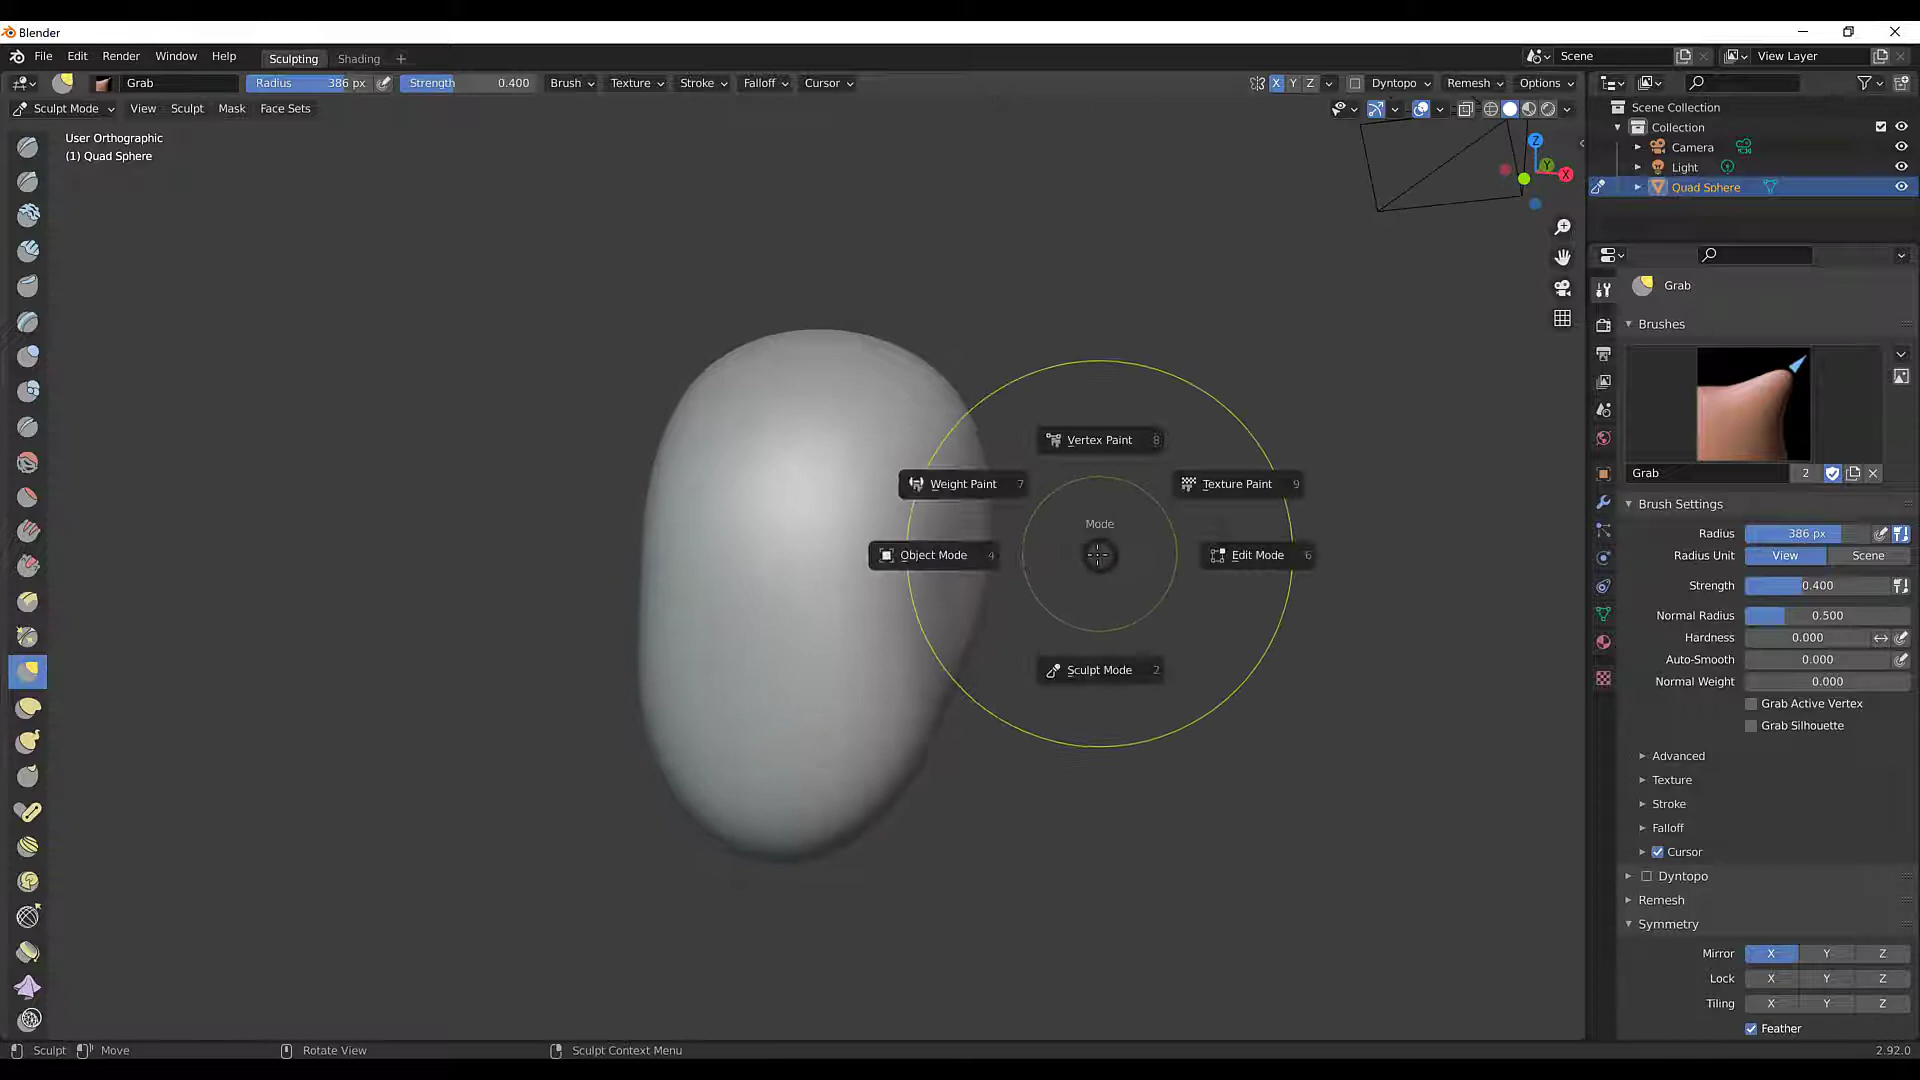 Blender
File Edit Render Window Help Sculpting Shading + Scene View Layer
Grab Radius 386 px Strength 0.400 Brush Texture Stroke Falloff Cursor X Y Z Dyntopo Remesh Options
Sculpt Mode View Sculpt Mask Face Sets
User Orthographic
(1) Quad Sphere
Z
Y
X
Vertex Paint 8
Weight Paint 7
Texture Paint 9
Mode
Object Mode 4
Edit Mode 6
Sculpt Mode 2
Scene Collection
Collection
Camera
Light
Quad Sphere
Grab
Brushes
Grab 2
Brush Settings
Radius 386 px
Radius Unit View Scene
Strength 0.400
Normal Radius 0.500
Hardness 0.000
Auto-Smooth 0.000
Normal Weight 0.000
Grab Active Vertex
Grab Silhouette
Advanced
Texture
Stroke
Falloff
Cursor
Dyntopo
Remesh
Symmetry
Mirror X Y Z
Lock X Y Z
Tiling X Y Z
Feather
Sculpt Move Rotate View Sculpt Context Menu 2.92.0